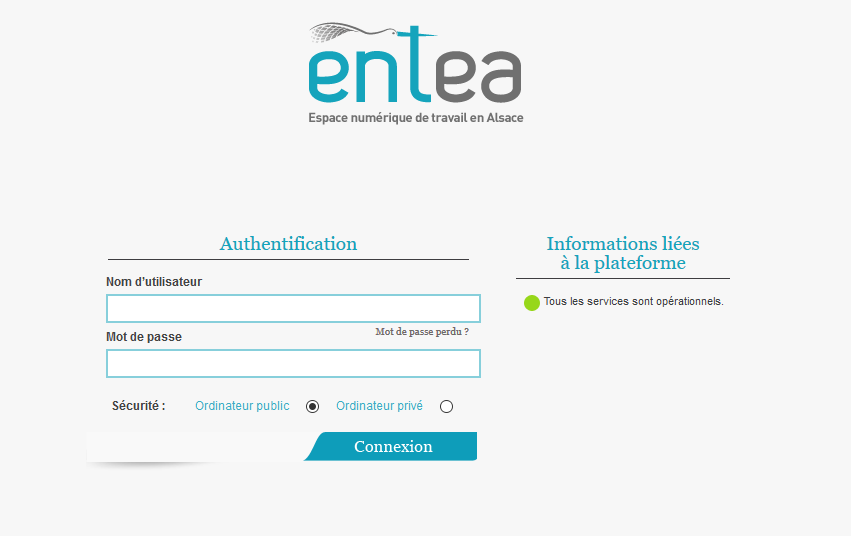 entea
Espace numérique de travail en Alsace
Authentification
Nom d’utilisateur
Mot de passe perdu ?
Mot de passe
Sécurité : Ordinateur public Ordinateur privé
Connexion
Informations liées
à la plateforme
Tous les services sont opérationnels.